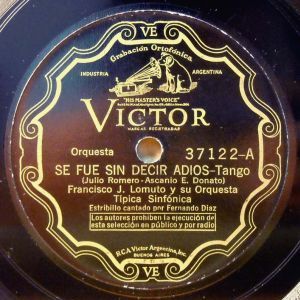 VE
Grabación Ortofónica
INDUSTRIA ARGENTINA
"HIS MASTER'S VOICE"
VICTOR
MARCAS REGISTRADAS
Orquesta 37122-A
SE FUE SIN DECIR ADIOS-Tango
(Julio Romero-Ascanio E. Donato)
Francisco J. Lomuto y su Orquesta
Típica Sinfónica
Estribillo cantado por Fernando Diaz
Los autores prohiben la ejecución de
esta selección en público y por radio
RCA Victor Argentina, Inc.
BUENOS AIRES
VE